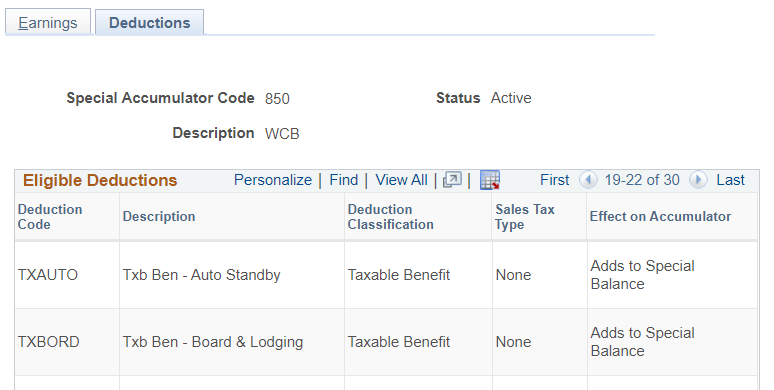 Earnings Deductions
Special Accumulator Code 850 Status Active
Description WCB
Eligible Deductions Personalize | Find | View All | | First 19-22 of 30 Last
Deduction Code Description Deduction Classification Sales Tax Type Effect on Accumulator
TXAUTO Txb Ben - Auto Standby Taxable Benefit None Adds to Special Balance
TXBORD Txb Ben - Board & Lodging Taxable Benefit None Adds to Special Balance